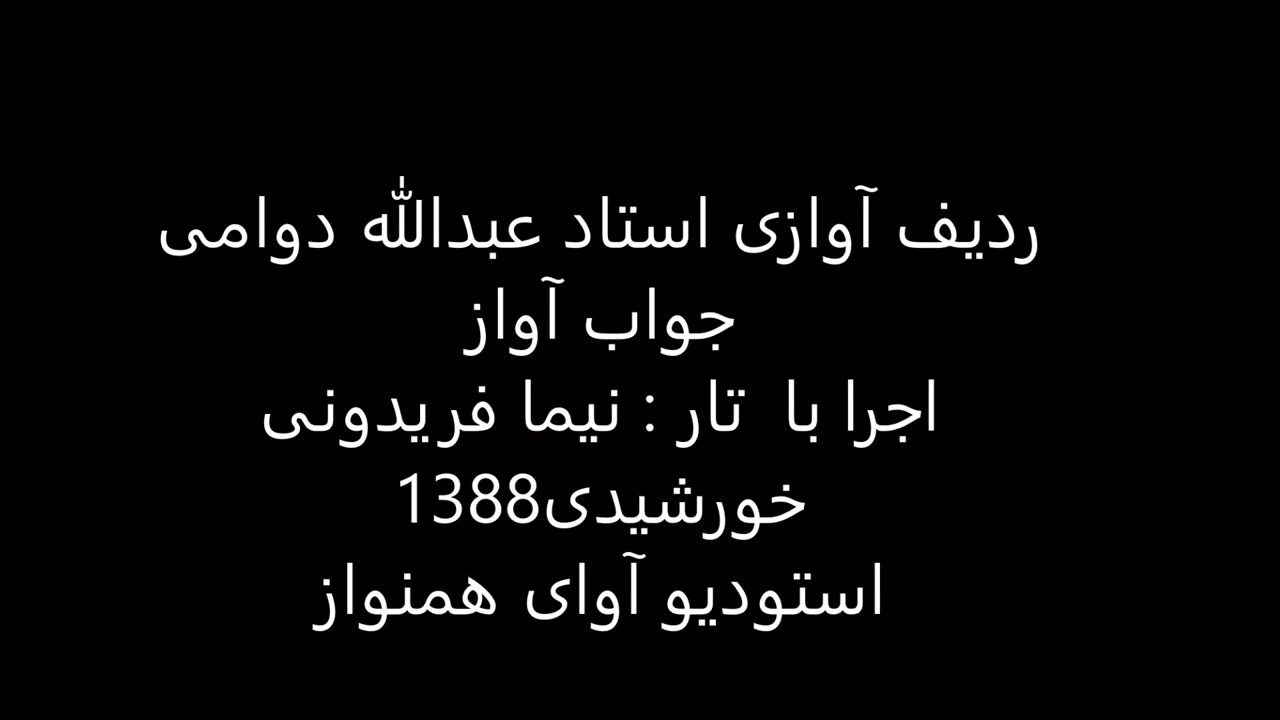 ردیف آوازی استاد عبدالله دوامی
جواب آواز
اجرا با تار : نیما فریدونی
خورشیدی1388
استودیو آوای همنواز